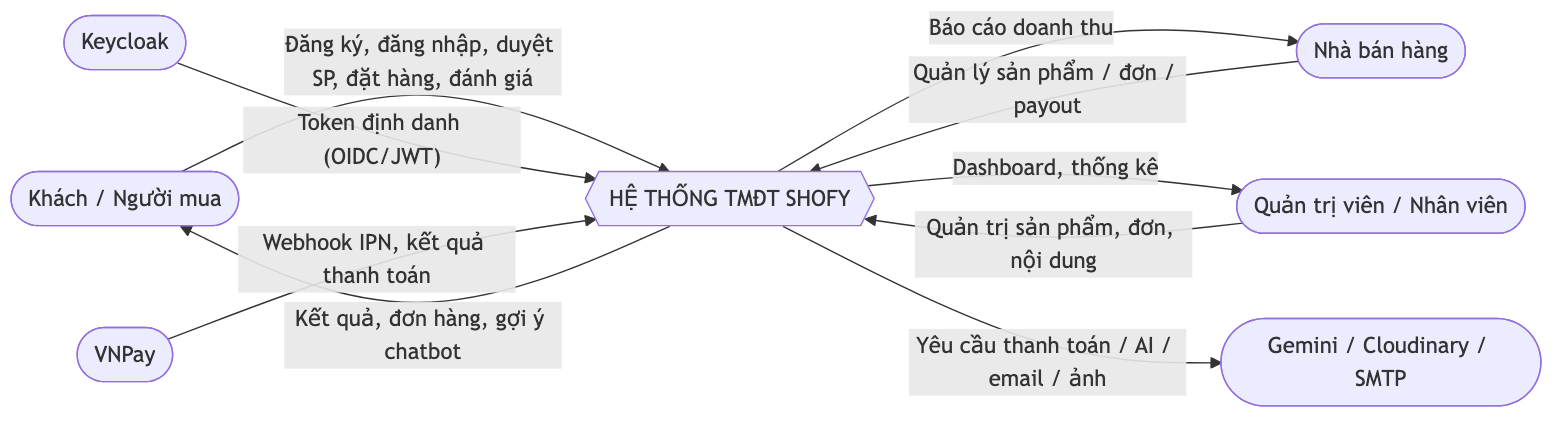 Keycloak
Đăng ký, đăng nhập, duyệt
SP, đặt hàng, đánh giá
Token định danh
(OIDC/JWT)
Khách / Người mua
Webhook IPN, kết quả
thanh toán
Kết quả, đơn hàng, gợi ý
chatbot
VNPay
HỆ THỐNG TMĐT SHOFY
Báo cáo doanh thu
Quản lý sản phẩm / đơn /
payout
Nhà bán hàng
Dashboard, thống kê
Quản trị sản phẩm, đơn,
nội dung
Quản trị viên / Nhân viên
Yêu cầu thanh toán / AI /
email / ảnh
Gemini / Cloudinary /
SMTP